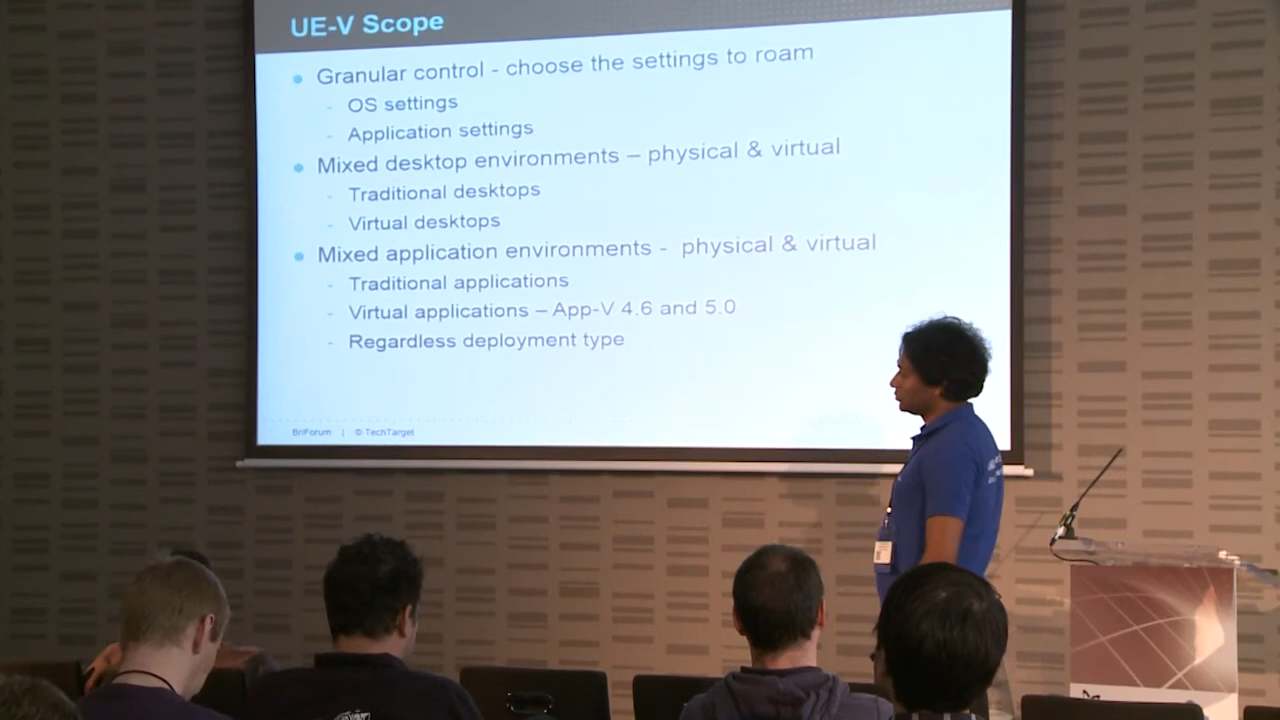 UE-V Scope
Granular control - choose the settings to roam
- OS settings
- Application settings
Mixed desktop environments – physical & virtual
- Traditional desktops
- Virtual desktops
Mixed application environments - physical & virtual
- Traditional applications
- Virtual applications – App-V 4.6 and 5.0
- Regardless deployment type
BriForum | © TechTarget